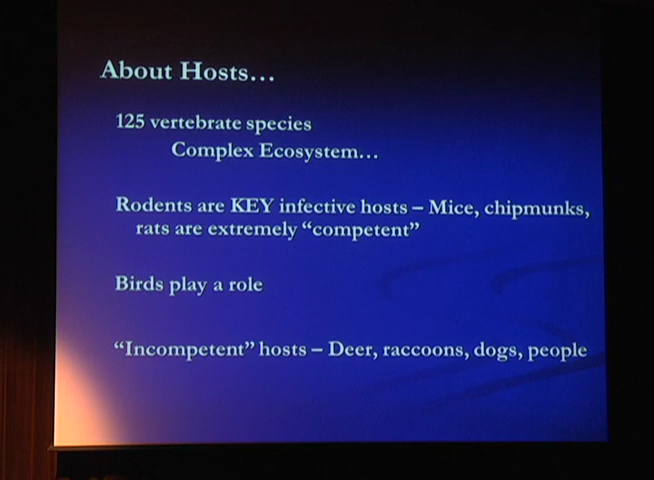 About Hosts...
125 vertebrate species
Complex Ecosystem...
Rodents are KEY infective hosts – Mice, chipmunks,
rats are extremely “competent”
Birds play a role
“Incompetent” hosts – Deer, raccoons, dogs, people